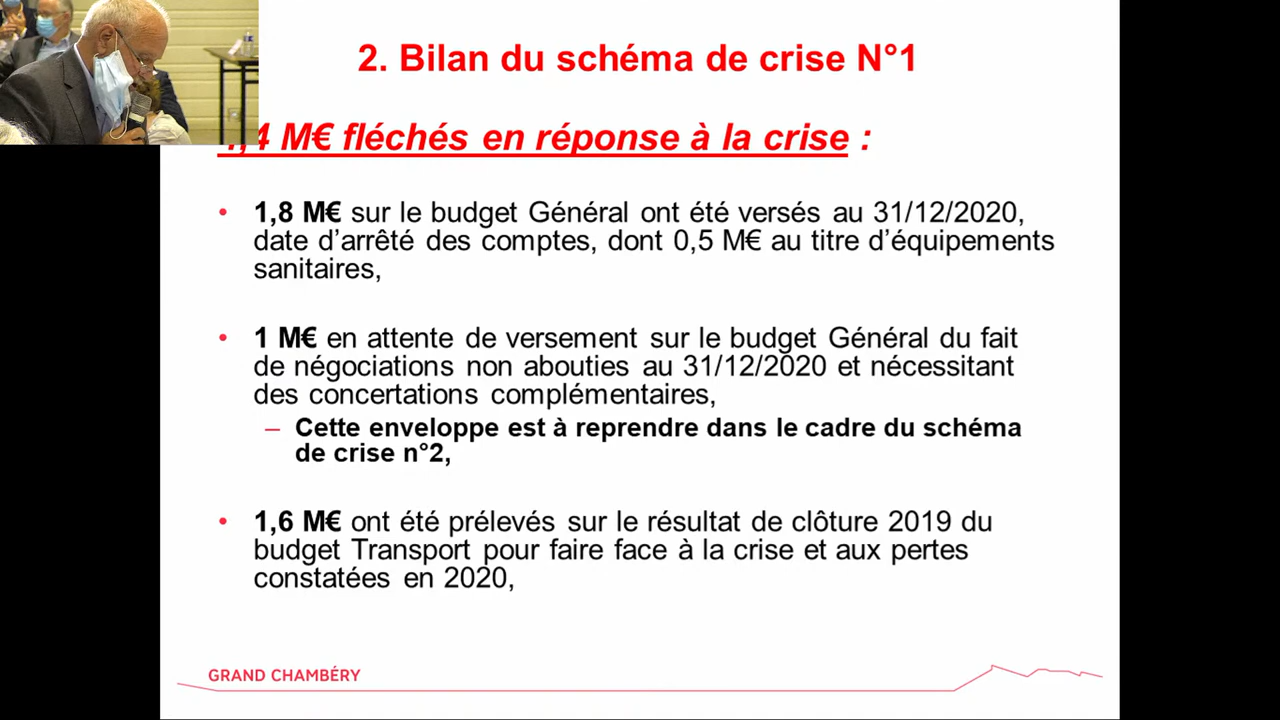 2. Bilan du schéma de crise N°1
M€ fléchés en réponse à la crise :
• 1,8 M€ sur le budget Général ont été versés au 31/12/2020,
date d’arrêté des comptes, dont 0,5 M€ au titre d’équipements
sanitaires,
• 1 M€ en attente de versement sur le budget Général du fait
de négociations non abouties au 31/12/2020 et nécessitant
des concertations complémentaires,
– Cette enveloppe est à reprendre dans le cadre du schéma
de crise n°2,
• 1,6 M€ ont été prélevés sur le résultat de clôture 2019 du
budget Transport pour faire face à la crise et aux pertes
constatées en 2020,
GRAND CHAMBÉRY